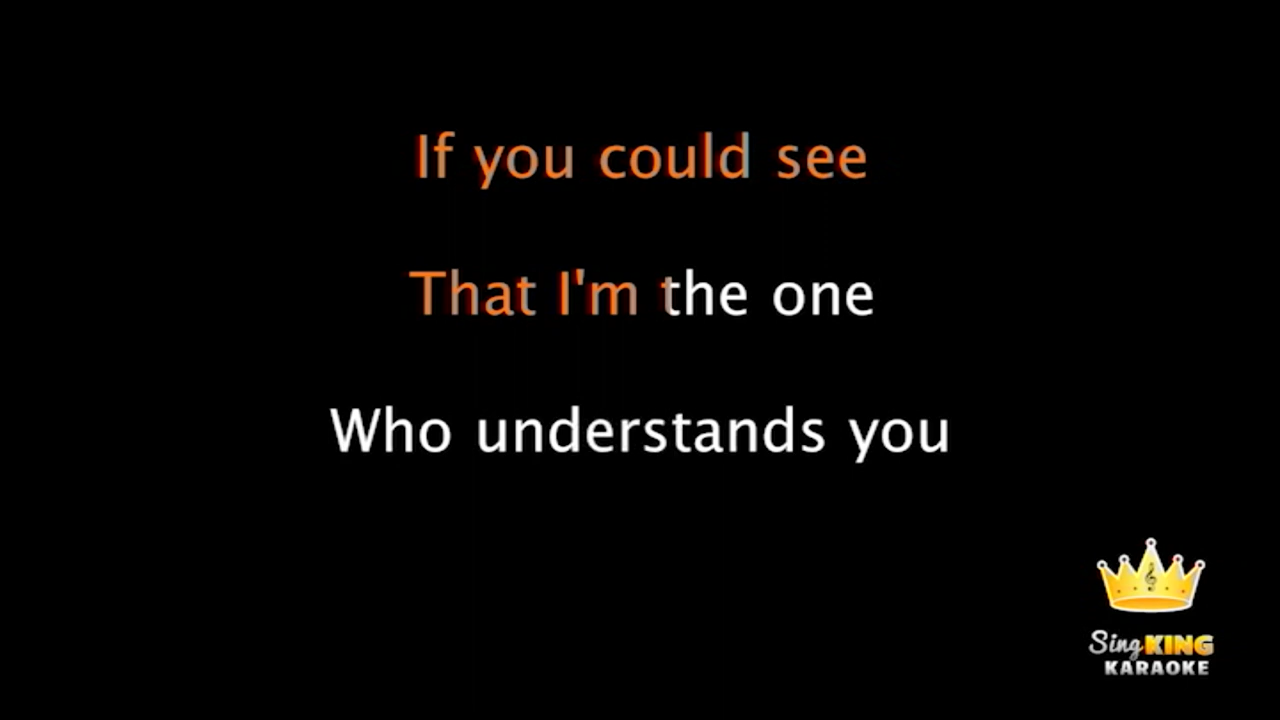 If you could see
That I'm the one
Who understands you
Sing KING
KARAOKE